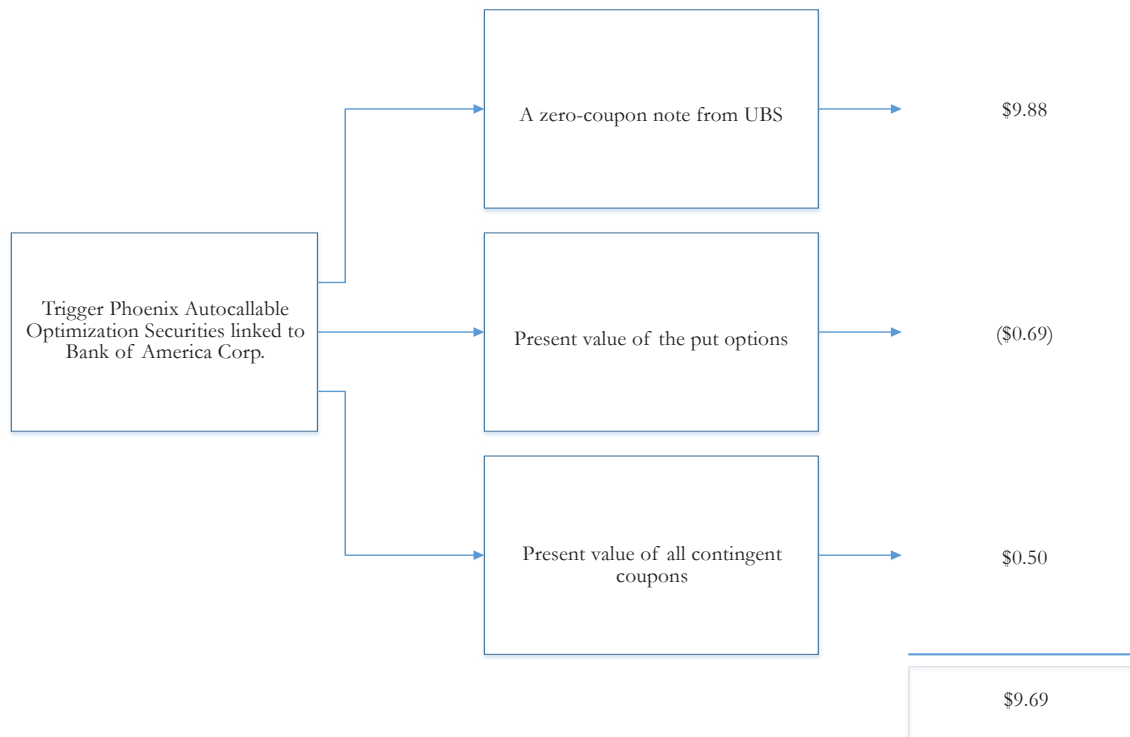 A zero-coupon note from UBS
$9.88
Trigger Phoenix Autocallable
Optimization Securities linked to
Bank of America Corp.
Present value of the put options
($0.69)
Present value of all contingent
coupons
$0.50
$9.69